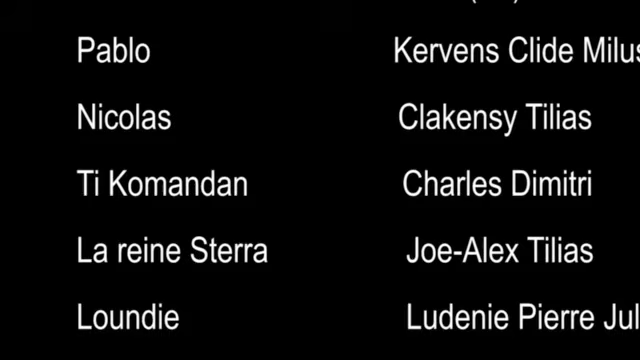 Pablo Kervens Clide Milus
Nicolas Clakensy Tilias
Ti Komandan Charles Dimitri
La reine Sterra Joe-Alex Tilias
Loundie Ludenie Pierre Jul